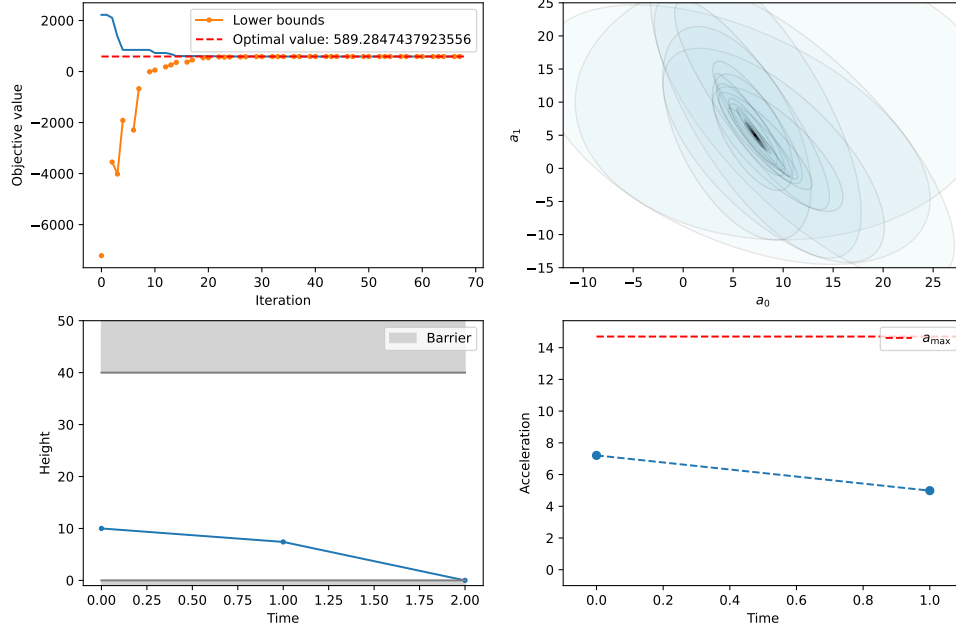 2000
0
−2000
−4000
−6000
Objective value
Lower bounds
Optimal value: 589.2847437923556
0 10 20 30 40 50 60 70
Iteration
25
20
15
10
5
0
−5
−10
−15
a₁
−10 −5 0 5 10 15 20 25
a₀
50
40
30
20
10
0
Height
Barrier
0.00 0.25 0.50 0.75 1.00 1.25 1.50 1.75 2.00
Time
14
12
10
8
6
4
2
0
Acceleration
a_max
0.0 0.2 0.4 0.6 0.8 1.0
Time